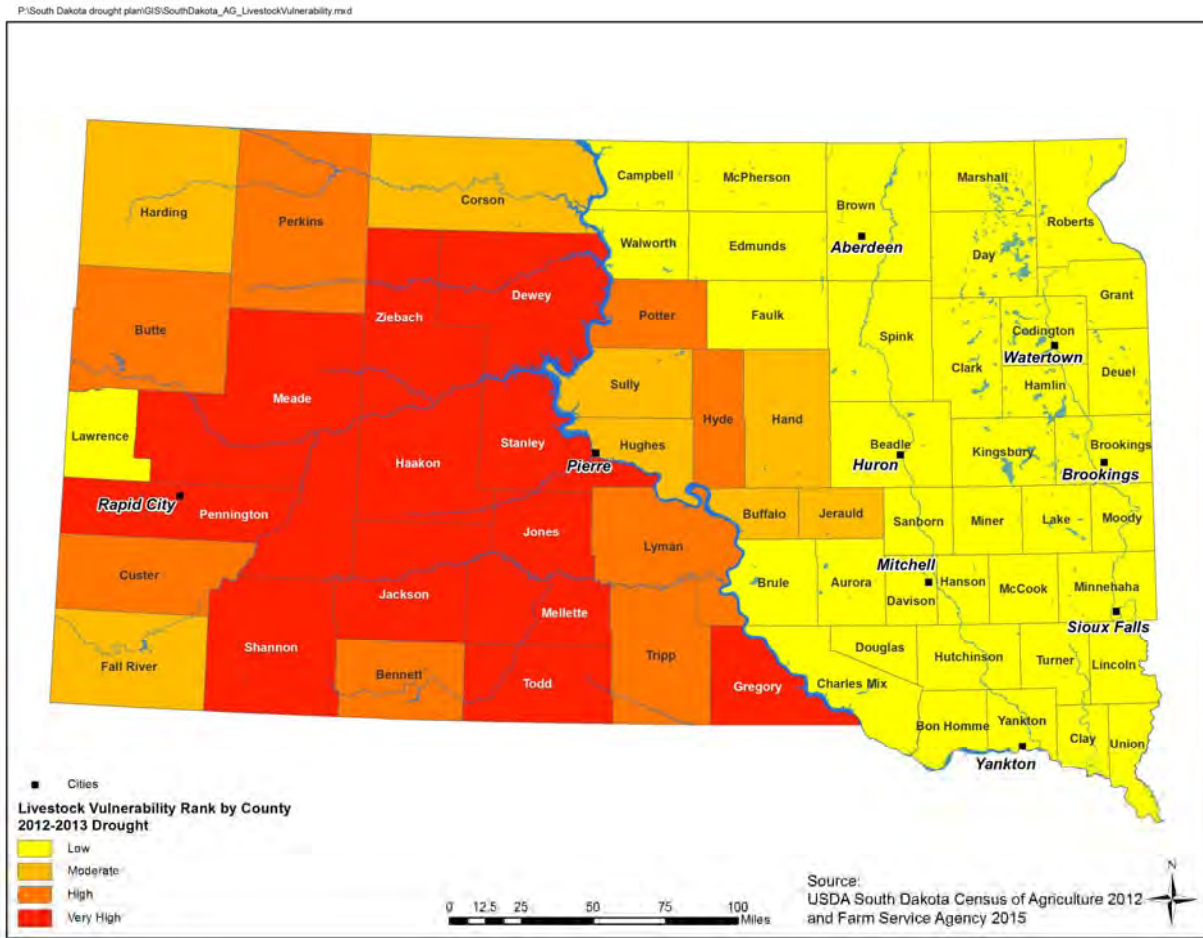 P:\South Dakota drought plan\GIS\SouthDakota_AG_LivestockVulnerability.mxd
Campbell
McPherson
Marshall
Brown
Roberts
Harding
Perkins
Corson
Walworth
Edmunds
Aberdeen
Day
Dewey
Grant
Ziebach
Potter
Faulk
Butte
Spink
Codington
Watertown
Clark
Deuel
Sully
Hamlin
Meade
Hyde
Hand
Lawrence
Stanley
Hughes
Beadle
Brookings
Haakon
Pierre
Huron
Kingsbury
Brookings
Rapid City
Pennington
Buffalo
Jerauld
Sanborn
Miner
Lake
Moody
Jones
Lyman
Mitchell
Custer
Brule
Aurora
Hanson
McCook
Minnehaha
Jackson
Davison
Mellette
Sioux Falls
Shannon
Tripp
Douglas
Hutchinson
Turner
Lincoln
Fall River
Bennett
Todd
Gregory
Charles Mix
Bon Homme
Yankton
Clay
Union
Yankton
Cities
Livestock Vulnerability Rank by County
2012-2013 Drought
Low
Moderate
High
Very High
0 12.5 25 50 75 100
Miles
Source:
USDA South Dakota Census of Agriculture 2012
and Farm Service Agency 2015
N